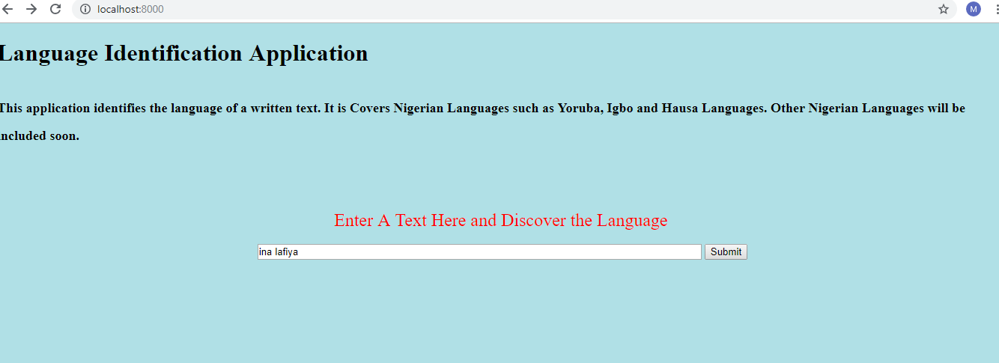 localhost:8000
M
Language Identification Application
This application identifies the language of a written text. It is Covers Nigerian Languages such as Yoruba, Igbo and Hausa Languages. Other Nigerian Languages will be
included soon.
Enter A Text Here and Discover the Language
ina lafiya Submit